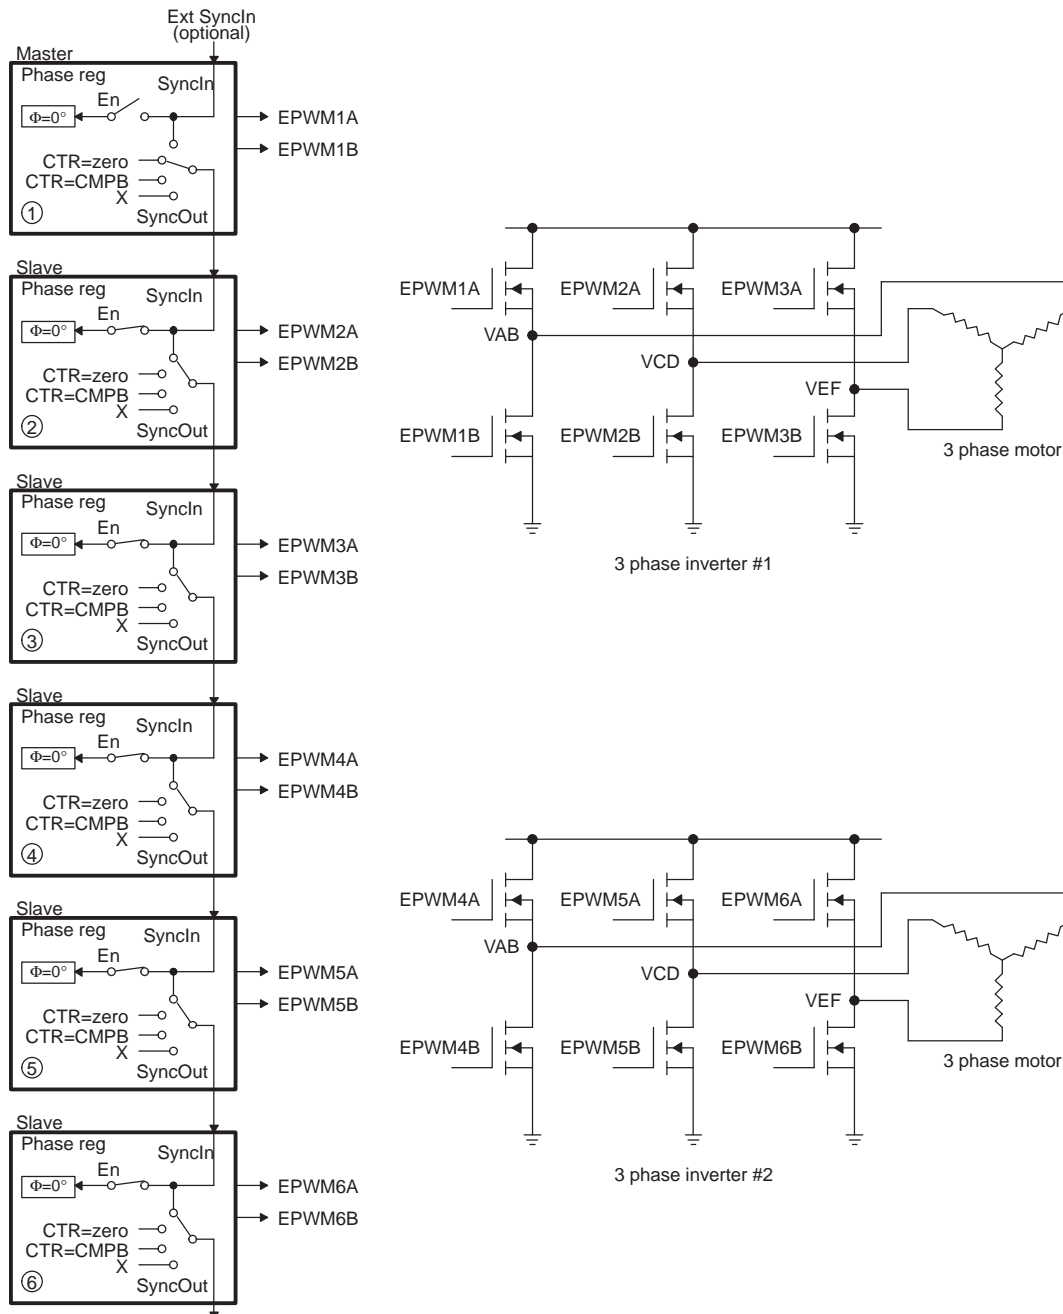 Ext SyncIn
(optional)
Master
Phase reg
SyncIn
En
Φ=0°
EPWM1A
EPWM1B
CTR=zero
CTR=CMPB
X
1
SyncOut
Slave
Phase reg
SyncIn
En
Φ=0°
EPWM2A
EPWM2B
CTR=zero
CTR=CMPB
X
2
SyncOut
Slave
Phase reg
SyncIn
En
Φ=0°
EPWM3A
EPWM3B
CTR=zero
CTR=CMPB
X
3
SyncOut
Slave
Phase reg
SyncIn
En
Φ=0°
EPWM4A
EPWM4B
CTR=zero
CTR=CMPB
X
4
SyncOut
Slave
Phase reg
SyncIn
En
Φ=0°
EPWM5A
EPWM5B
CTR=zero
CTR=CMPB
X
5
SyncOut
Slave
Phase reg
SyncIn
En
Φ=0°
EPWM6A
EPWM6B
CTR=zero
CTR=CMPB
X
6
SyncOut
EPWM1A
EPWM2A
EPWM3A
VAB
VCD
VEF
EPWM1B
EPWM2B
EPWM3B
3 phase motor
3 phase inverter #1
EPWM4A
EPWM5A
EPWM6A
VAB
VCD
VEF
EPWM4B
EPWM5B
EPWM6B
3 phase motor
3 phase inverter #2